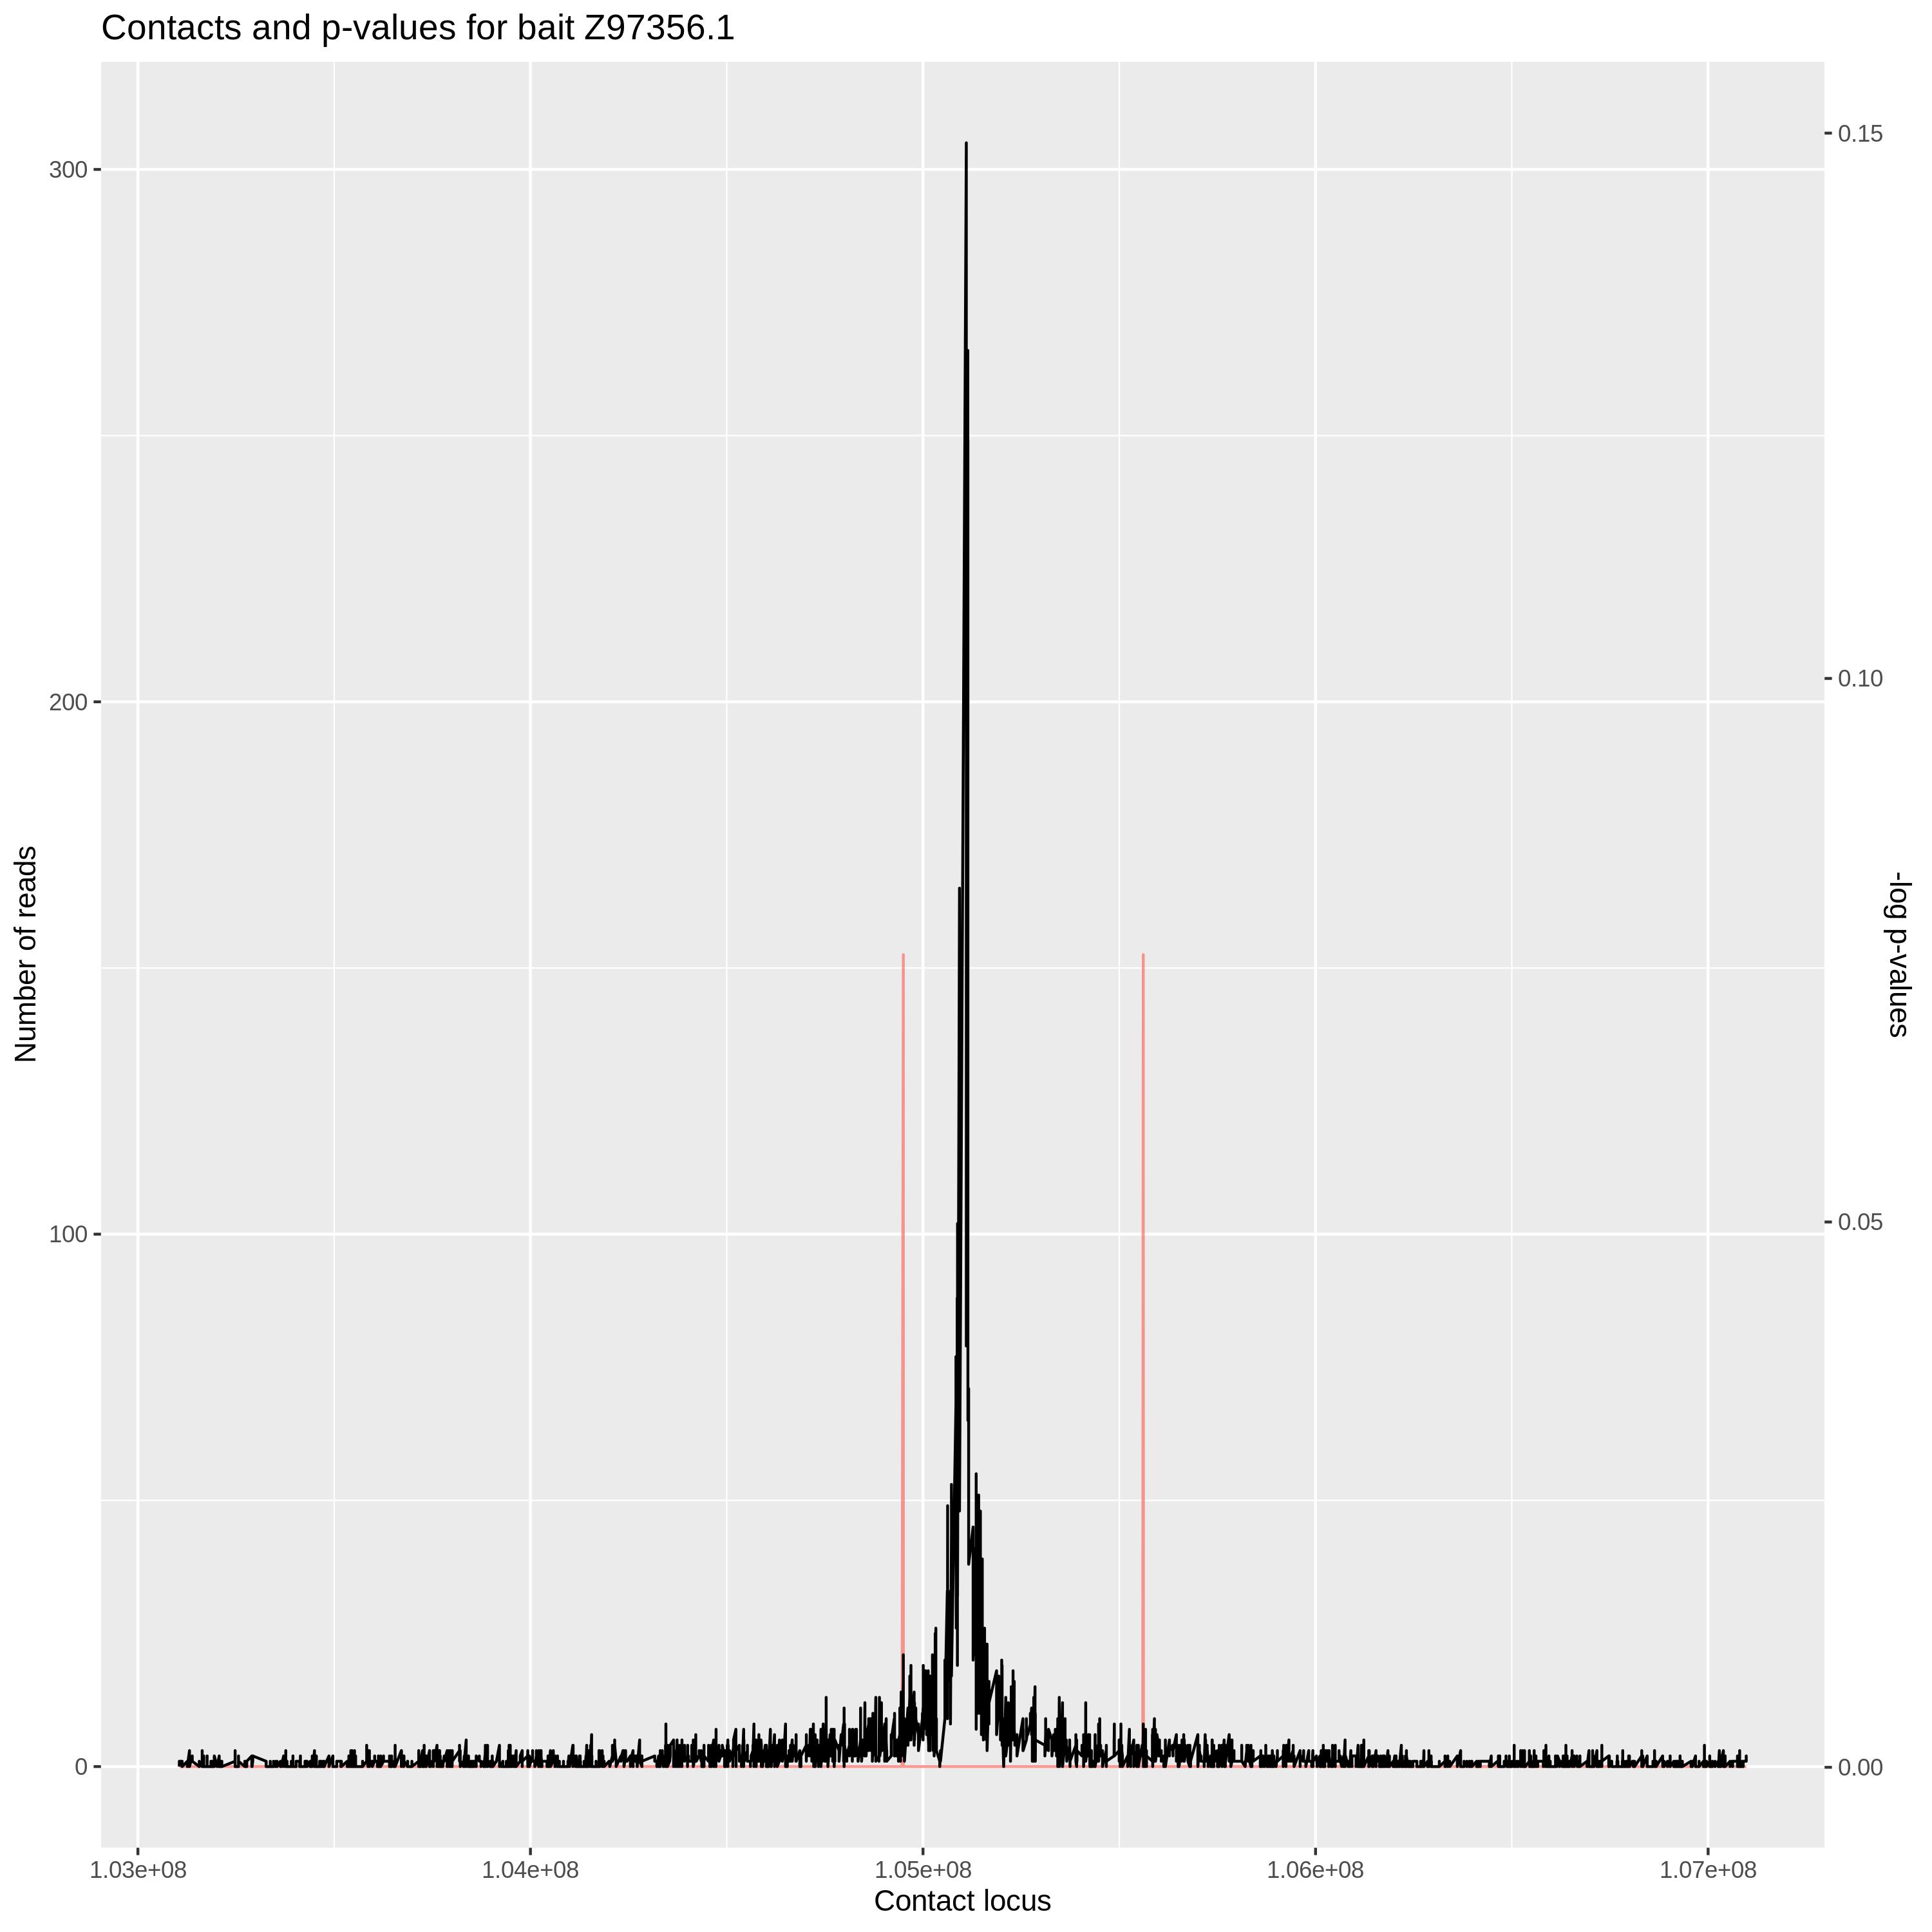 Contacts and p-values for bait Z97356.1
300
200
100
0
Number of reads
0.15
0.10
0.05
0.00
-log p-values
1.03e+08
1.04e+08
1.05e+08
1.06e+08
1.07e+08
Contact locus